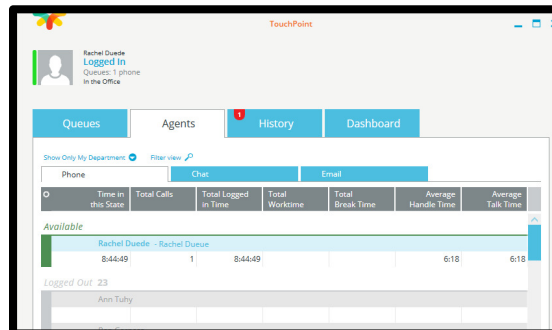 TouchPoint
Rachel Duede
Logged In
Queues: 1 phone
In the Office
Queues
Agents
1
History
Dashboard
Show Only My Department
Filter view
Phone
Chat
Email
Time in this State
Total Calls
Total Logged in Time
Total Worktime
Total Break Time
Average Handle Time
Average Talk Time
Available
Rachel Duede - Rachel Dueue
8:44:49 1 8:44:49 6:18 6:18
Logged Out 23
Ann Tuhy